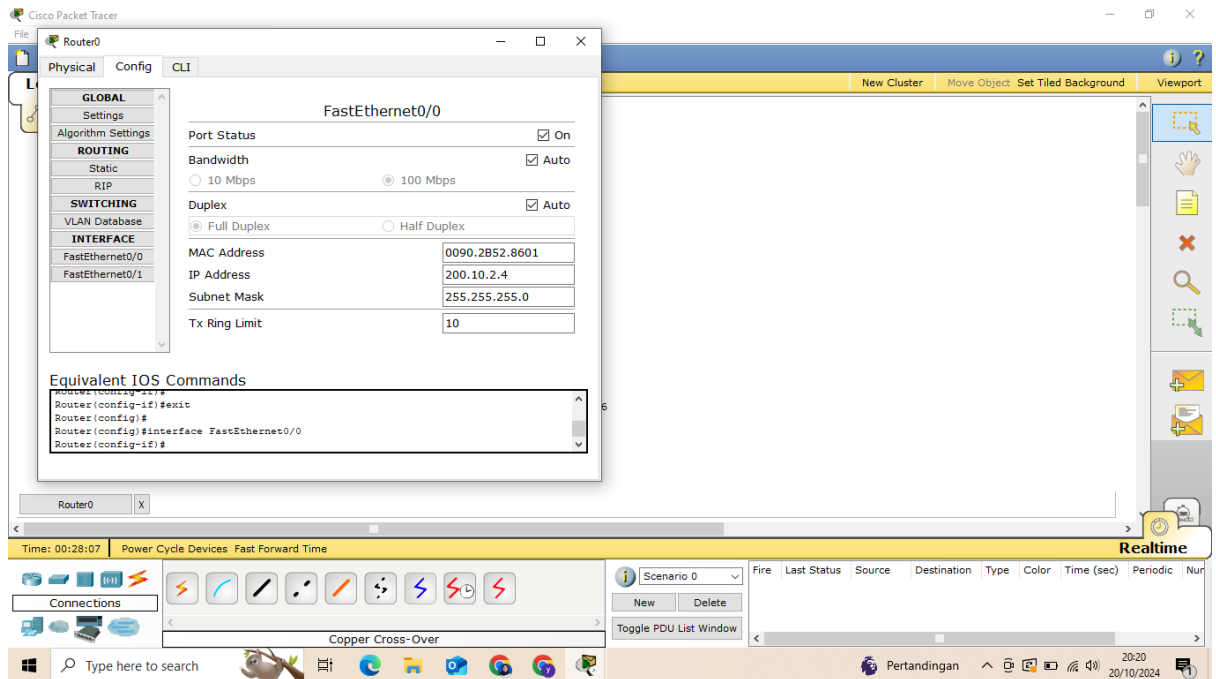 Cisco Packet Tracer
File
Router0
Physical Config CLI
New Cluster Move Object Set Tiled Background Viewport
GLOBAL
Settings
Algorithm Settings
ROUTING
Static
RIP
SWITCHING
VLAN Database
INTERFACE
FastEthernet0/0
FastEthernet0/1
FastEthernet0/0
Port Status On
Bandwidth Auto
10 Mbps 100 Mbps
Duplex Auto
Full Duplex Half Duplex
MAC Address 0090.2B52.8601
IP Address 200.10.2.4
Subnet Mask 255.255.255.0
Tx Ring Limit 10
Equivalent IOS Commands
Router(config-if)#
Router(config-if)#exit
Router(config)#
Router(config)#interface FastEthernet0/0
Router(config-if)#
6
Router0 X
Time: 00:28:07 Power Cycle Devices Fast Forward Time
Realtime
Connections
Copper Cross-Over
Scenario 0
New Delete
Toggle PDU List Window
Fire Last Status Source Destination Type Color Time (sec) Periodic Nur
Type here to search
Pertandingan
20:20
20/10/2024
1